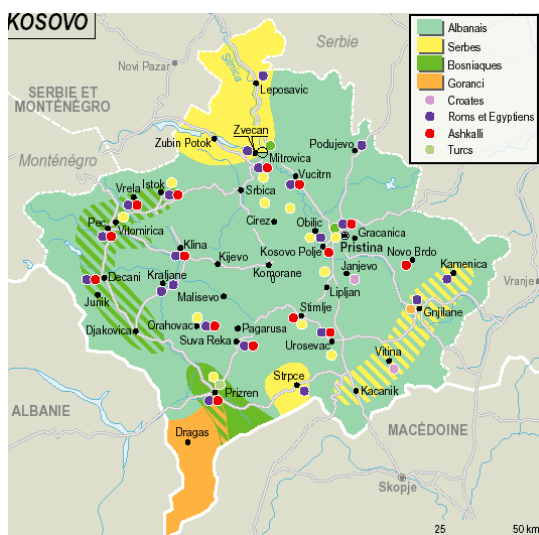 KOSOVO
Albanais
Serbes
Bosniaques
Goranci
Croates
Roms et Egyptiens
Ashkalli
Turcs
Serbie
Novi Pazar
SERBIE ET
MONTÉNÉGRO
Leposavic
Zvecan
Zubin Potok
Mitrovica
Podujevo
Monténégro
Vucitrn
Istok
Vrela
Srbica
Pec
Vitomirica
Cirez
Obilic
Gracanica
Pristina
Klina
Kijevo
Kosovo Polje
Novo Brdo
Kamenica
Komorane
Janjevo
Decani
Kraljane
Vranje
Junik
Malisevo
Lipljan
Gnjilane
Stimlje
Djakovica
Orahovac
Pagarusa
Suva Reka
Urosevac
Vitina
Strpce
Kacanik
Prizren
ALBANIE
MACÉDOINE
Dragas
Skopje
25
50 km